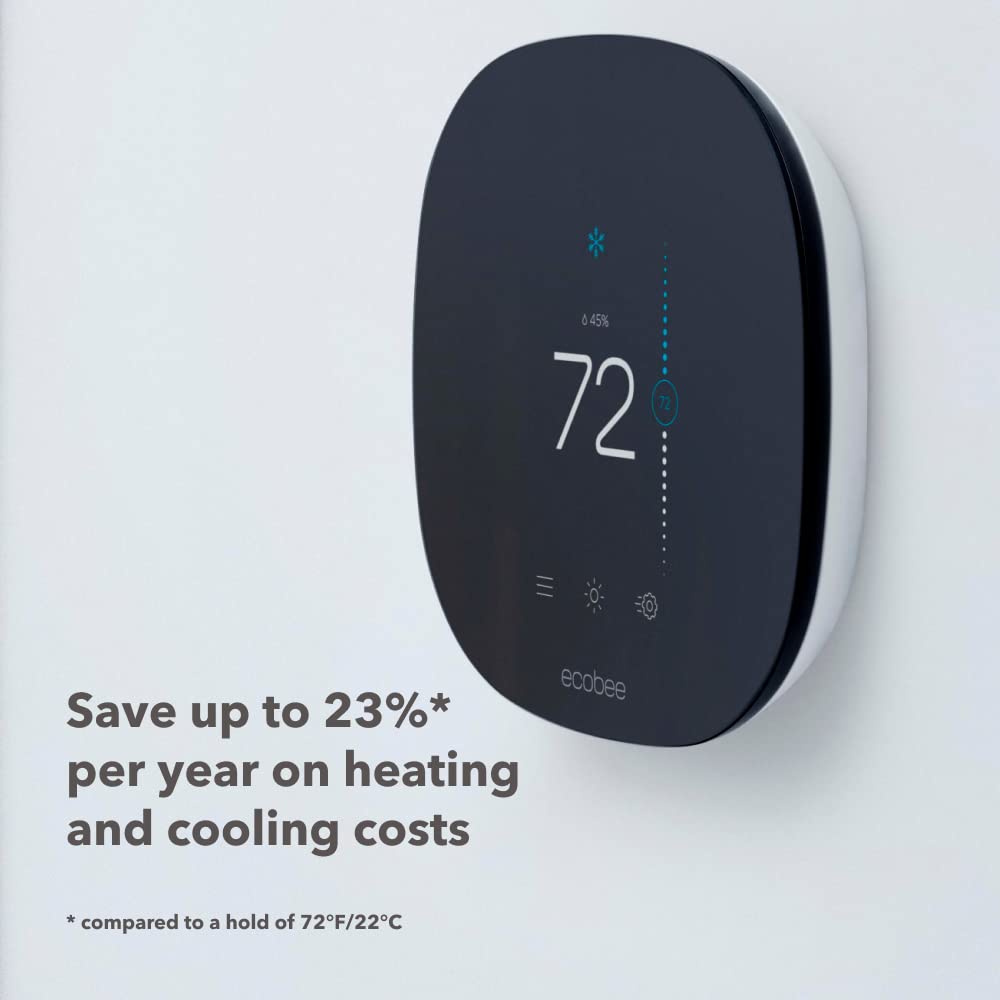 45%
72
72
ecobee
Save up to 23%*
per year on heating
and cooling costs
* compared to a hold of 72°F/22°C